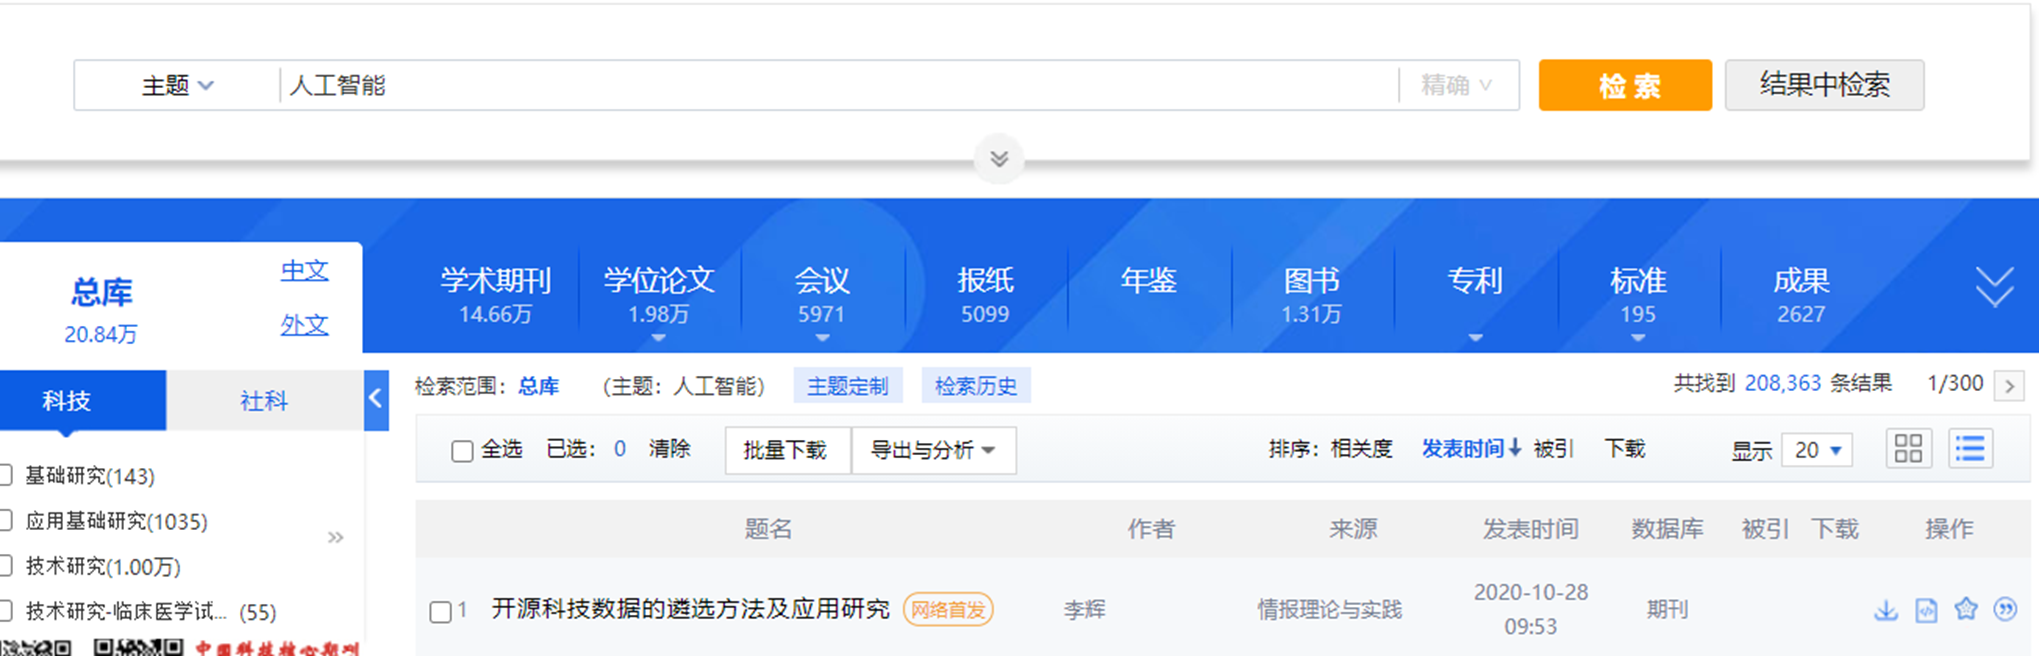 主题 人工智能 精确 检索 结果中检索
总库 中文
20.84万 外文
学术期刊 学位论文 会议 报纸 年鉴 图书 专利 标准 成果
14.66万 1.98万 5971 5099 1.31万 195 2627
科技 社科
检索范围：总库 (主题：人工智能) 主题定制 检索历史 共找到 208,363 条结果 1/300
全选 已选：0 清除 批量下载 导出与分析 排序：相关度 发表时间↓ 被引 下载 显示 20
基础研究(143)
应用基础研究(1035)
技术研究(1.00万)
技术研究-临床医学试... (55)
中国科技核心期刊
题名 作者 来源 发表时间 数据库 被引 下载 操作
1 开源科技数据的遴选方法及应用研究 网络首发 李辉 情报理论与实践 2020-10-28 09:53 期刊